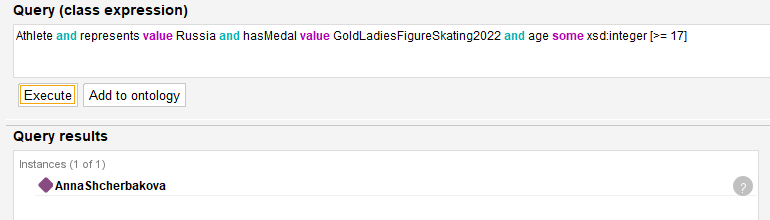 Query (class expression)
Athlete and represents value Russia and hasMedal value GoldLadiesFigureSkating2022 and age some xsd:integer [>= 17]
Execute
Add to ontology
Query results
Instances (1 of 1)
AnnaShcherbakova
?